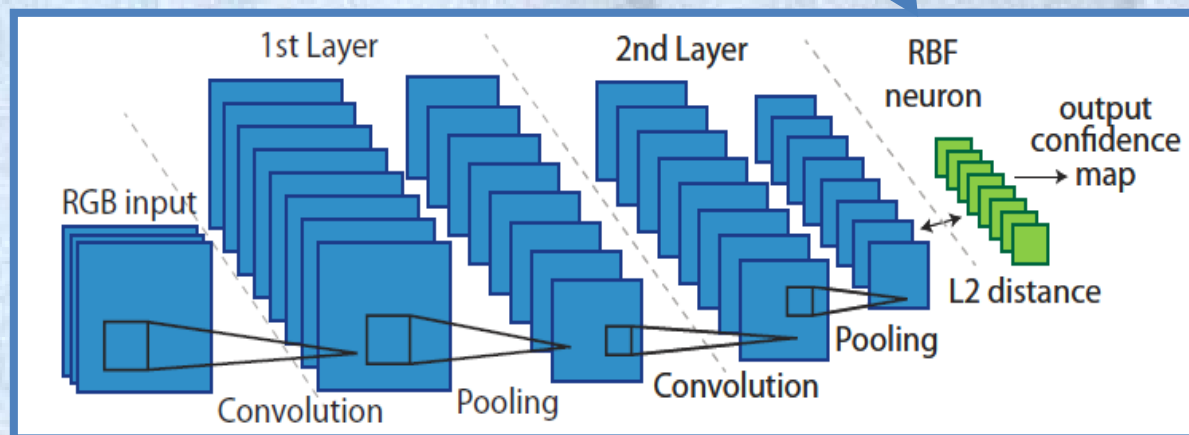 1st Layer
2nd Layer
RBF
neuron
output
confidence
map
RGB input
L2 distance
Pooling
Convolution
Pooling
Convolution